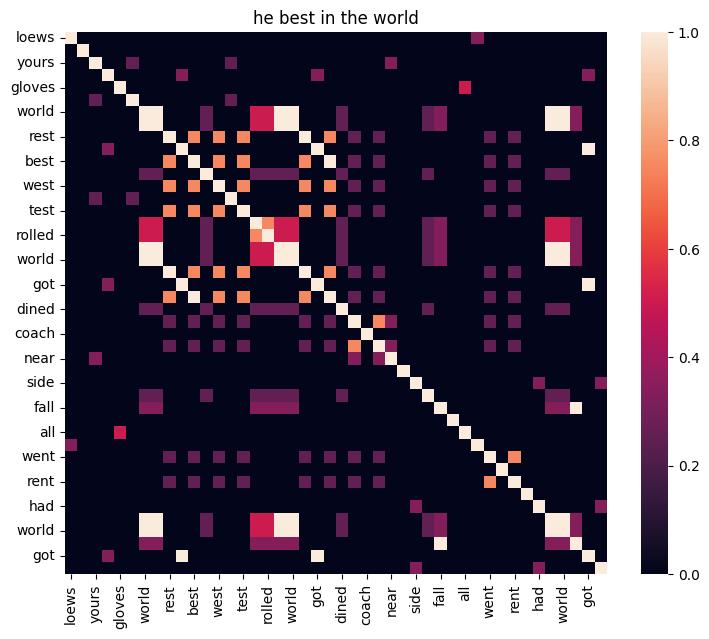 he best in the world
loews
yours
gloves
world
rest
best
west
test
rolled
world
got
dined
coach
near
side
fall
all
went
rent
had
world
got
1.0
0.8
0.6
0.4
0.2
0.0
loews
yours
gloves
world
rest
best
west
test
rolled
world
got
dined
coach
near
side
fall
all
went
rent
had
world
got